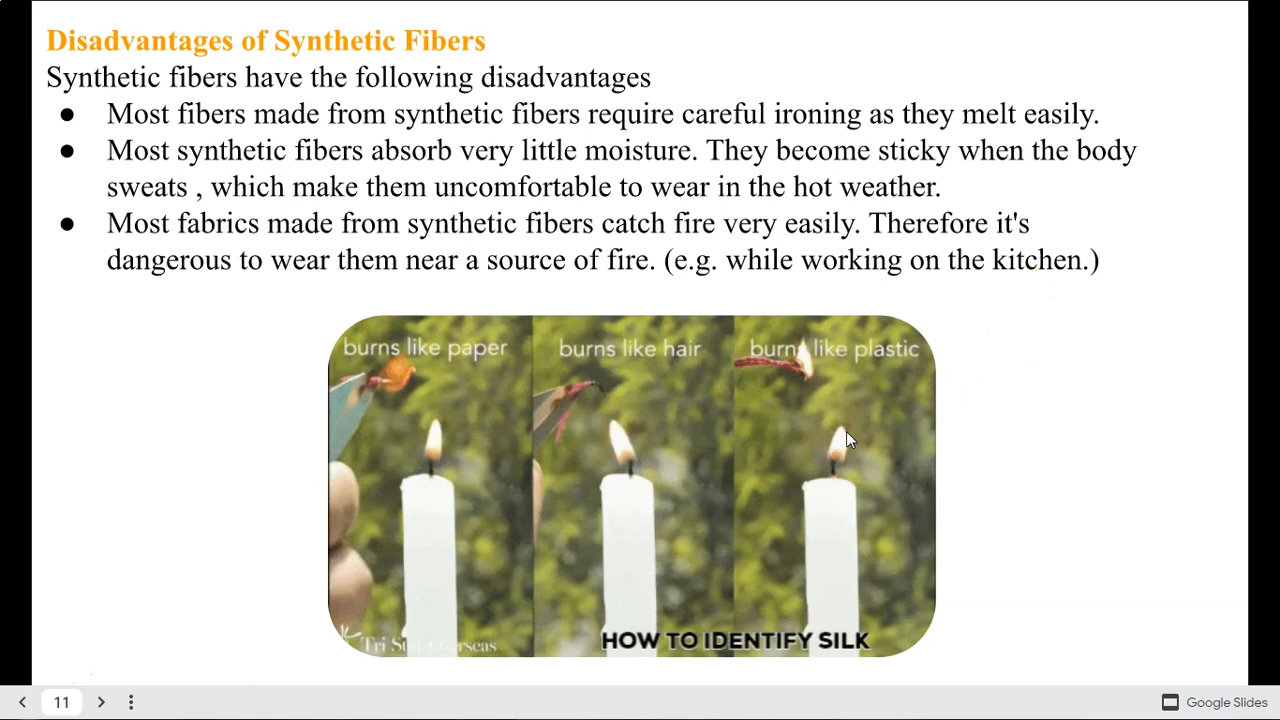 Disadvantages of Synthetic Fibers
Synthetic fibers have the following disadvantages
● Most fibers made from synthetic fibers require careful ironing as they melt easily.
● Most synthetic fibers absorb very little moisture. They become sticky when the body
sweats , which make them uncomfortable to wear in the hot weather.
● Most fabrics made from synthetic fibers catch fire very easily. Therefore it's
dangerous to wear them near a source of fire. (e.g. while working on the kitchen.)
burns like paper
burns like hair
burns like plastic
Tri Star Overseas
HOW TO IDENTIFY SILK
11
Google Slides